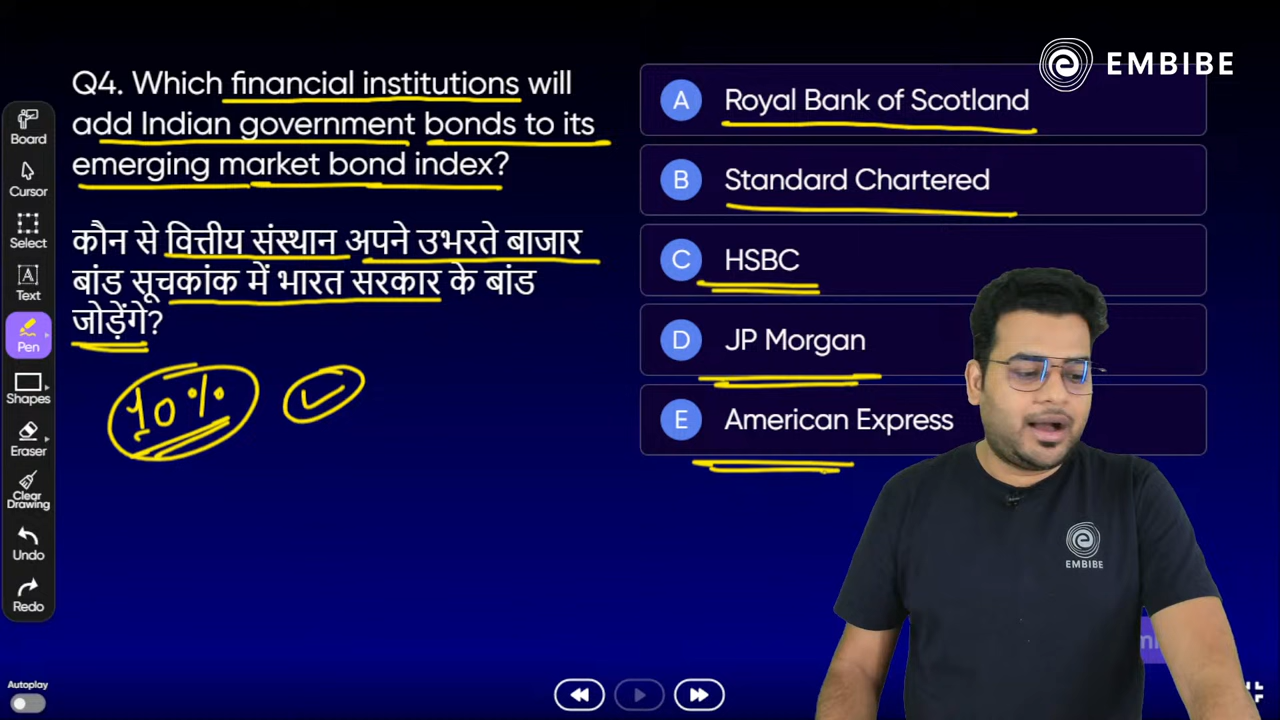 EMBIBE
Q4. Which financial institutions will
add Indian government bonds to its
emerging market bond index?
कौन से वित्तीय संस्थान अपने उभरते बाजार
बांड सूचकांक में भारत सरकार के बांड
जोड़ेंगे?
10%
A Royal Bank of Scotland
B Standard Chartered
C HSBC
D JP Morgan
E American Express
Board
Cursor
Select
A
Text
Pen
Shapes
Eraser
Clear
Drawing
Undo
Redo
EMBIBE
Autoplay